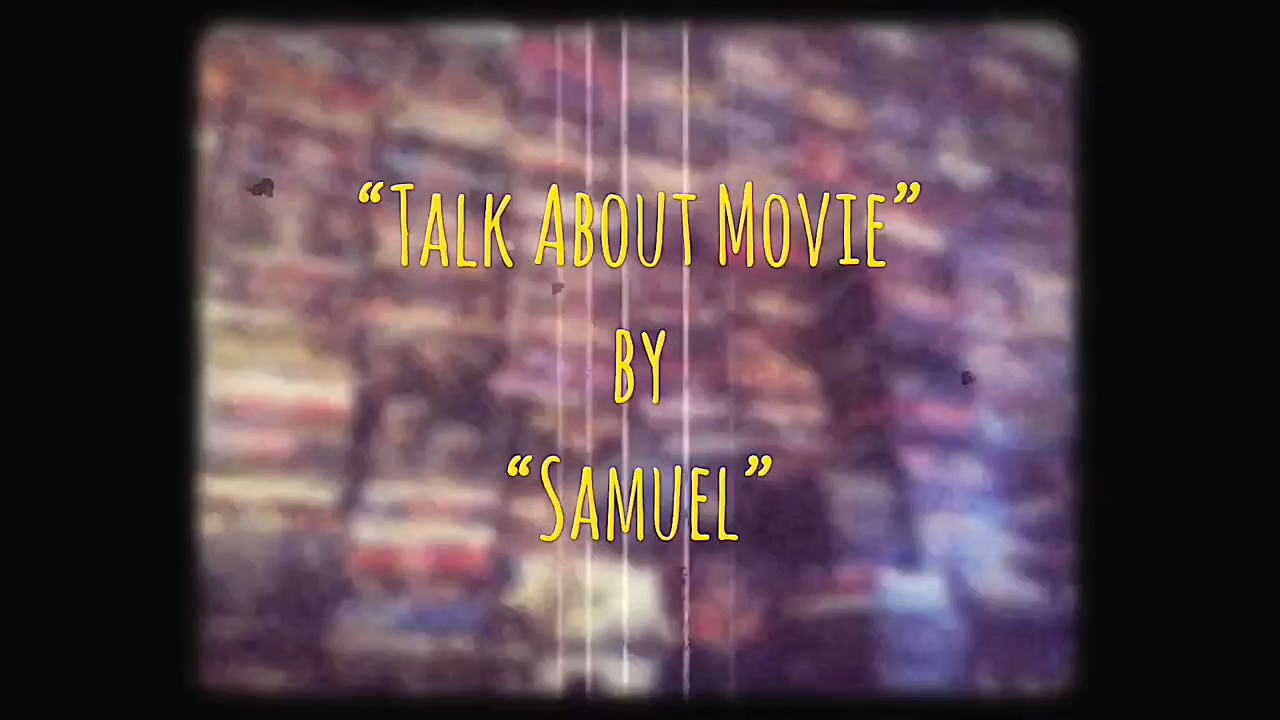 “Talk About Movie”
by
“Samuel”